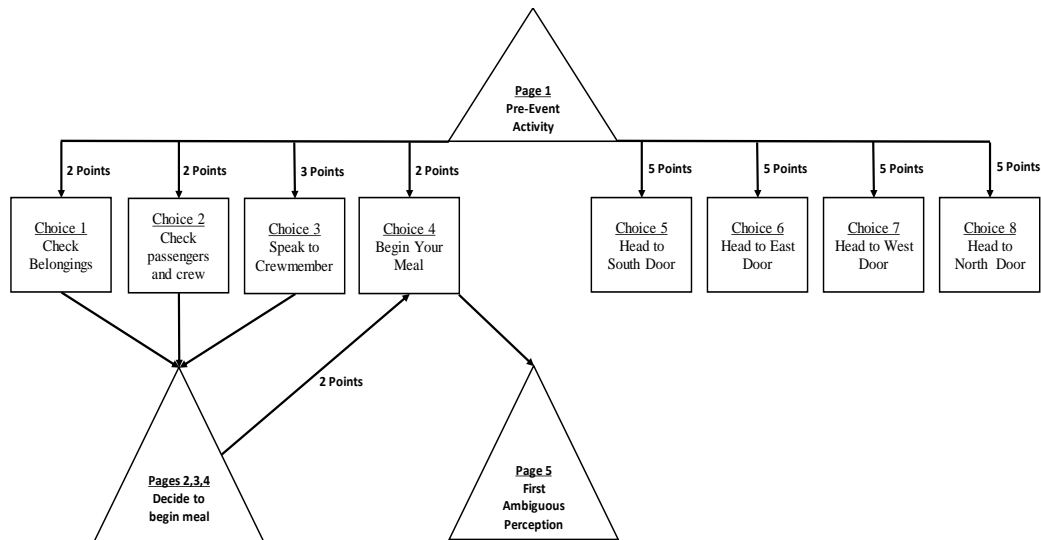 Page 1
Pre-Event
Activity
2 Points
2 Points
3 Points
2 Points
5 Points
5 Points
5 Points
5 Points
Choice 1
Check
Belongings
Choice 2
Check
passengers
and crew
Choice 3
Speak to
Crewmember
Choice 4
Begin Your
Meal
Choice 5
Head to
South Door
Choice 6
Head to East
Door
Choice 7
Head to West
Door
Choice 8
Head to
North Door
2 Points
Pages 2,3,4
Decide to
begin meal
Page 5
First
Ambiguous
Perception